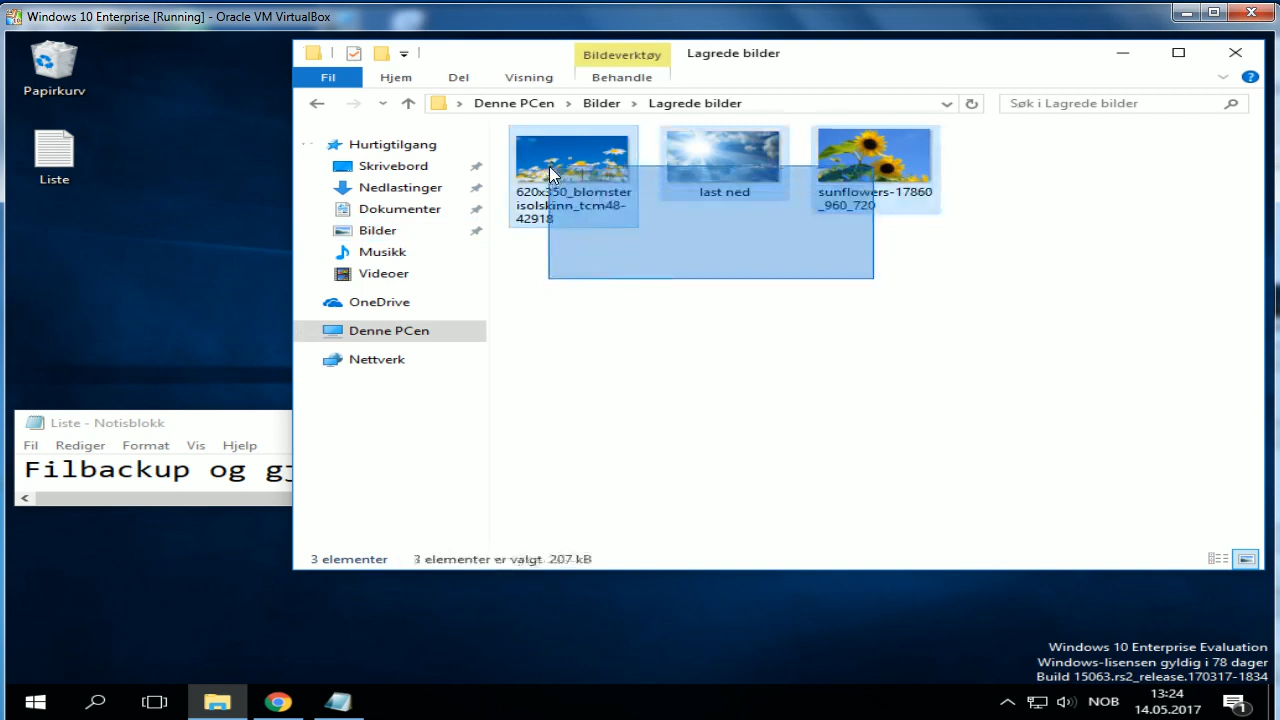 Windows 10 Enterprise [Running] - Oracle VM VirtualBox
Papirkurv
Liste
Bildeverktøy
Lagrede bilder
Fil
Hjem
Del
Visning
Behandle
Denne PCen
Bilder
Lagrede bilder
Søk i Lagrede bilder
Hurtigtilgang
Skrivebord
Nedlastinger
Dokumenter
Bilder
Musikk
Videoer
OneDrive
Denne PCen
Nettverk
620x350_blomster
isolskinn_tcm48-
42918
last ned
sunflowers-17860
_960_720
3 elementer
3 elementer er valgt 207 kB
Liste - Notisblokk
Fil
Rediger
Format
Vis
Hjelp
Filbackup og
Windows 10 Enterprise Evaluation
Windows-lisensen gyldig i 78 dager
Build 15063.rs2_release.170317-1834
NOB
13:24
14.05.2017
1